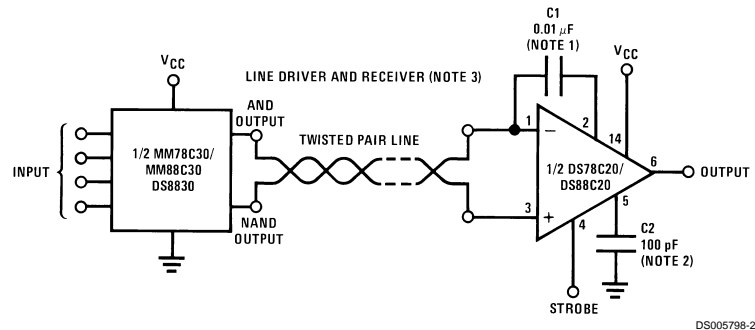 C1
0.01 µF
(NOTE 1)
VCC
VCC
LINE DRIVER AND RECEIVER (NOTE 3)
AND
OUTPUT
TWISTED PAIR LINE
INPUT
1/2 MM78C30/
MM88C30
DS8830
1
2
14
−
1/2 DS78C20/
DS88C20
6
OUTPUT
3
+
4
5
NAND
OUTPUT
C2
100 pF
(NOTE 2)
STROBE
DS005798-2